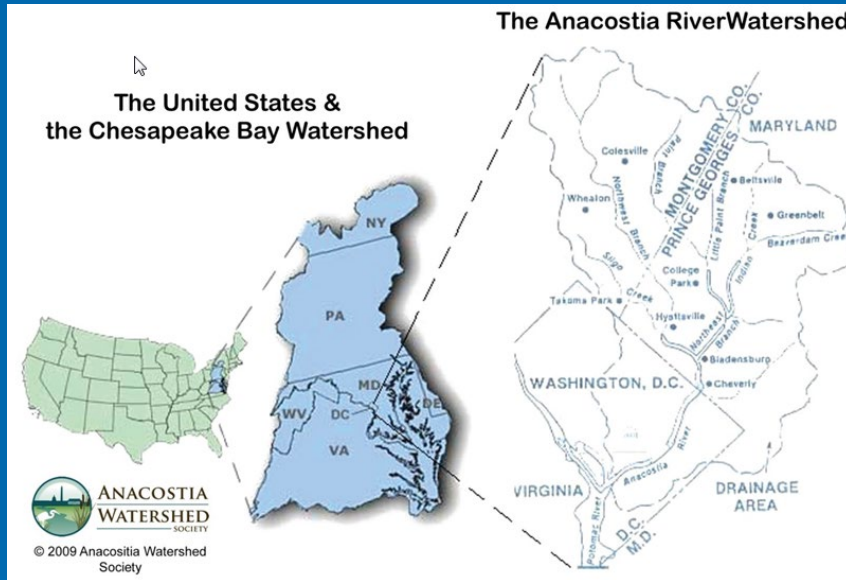 The Anacostia RiverWatershed
The United States &
the Chesapeake Bay Watershed
NY
PA
MD
DE
WV
DC
VA
ANACOSTIA
WATERSHED
SOCIETY
© 2009 Anacositia Watershed
Society
MONTGOMERY CO.
PRINCE GEORGES CO.
MARYLAND
Colesville
Paint
Branch
Beltsville
Wheaton
Northwest Branch
Little Paint Branch
Greenbelt
Beaverdam Creek
Indian
Creek
Sligo
Creek
College
Park
Takoma Park
Hyattsville
Northeast
Branch
Bladensburg
WASHINGTON, D.C.
Cheverly
Anacostia
River
VIRGINIA
DRAINAGE
AREA
Potomac River
D.C.
M.D.